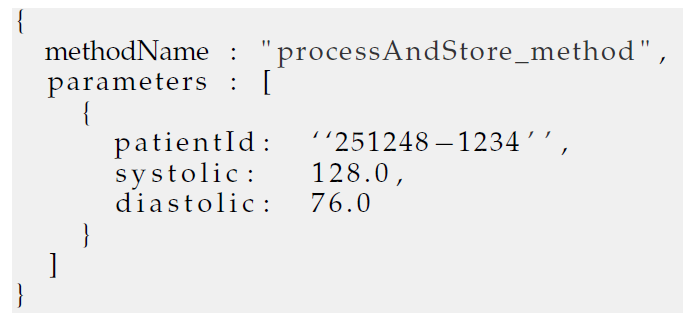 {
methodName : "processAndStore_method",
parameters : [
{
patientId: ‘‘251248−1234’’,
systolic: 128.0,
diastolic: 76.0
}
]
}